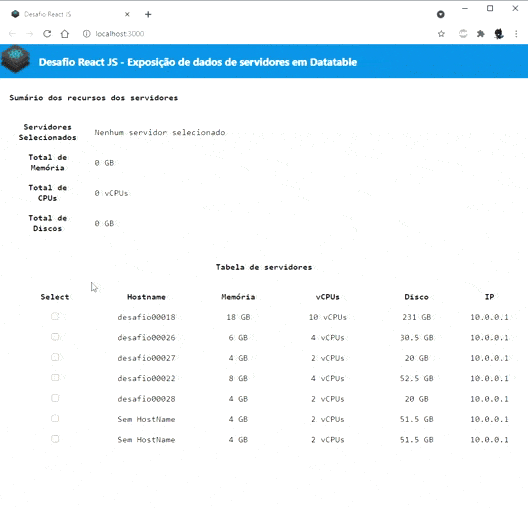 Desafio React JS
localhost:3000
Desafio React JS - Exposição de dados de servidores em Datatable
Sumário dos recursos dos servidores
Servidores Selecionados Nenhum servidor selecionado
Total de Memória 0 GB
Total de CPUs 0 vCPUs
Total de Discos 0 GB
Tabela de servidores
Select Hostname Memória vCPUs Disco IP
desafio00018 18 GB 10 vCPUs 231 GB 10.0.0.1
desafio00026 6 GB 4 vCPUs 30.5 GB 10.0.0.1
desafio00027 4 GB 2 vCPUs 20 GB 10.0.0.1
desafio00022 8 GB 4 vCPUs 52.5 GB 10.0.0.1
desafio00028 4 GB 2 vCPUs 20 GB 10.0.0.1
Sem HostName 4 GB 2 vCPUs 51.5 GB 10.0.0.1
Sem HostName 4 GB 2 vCPUs 51.5 GB 10.0.0.1